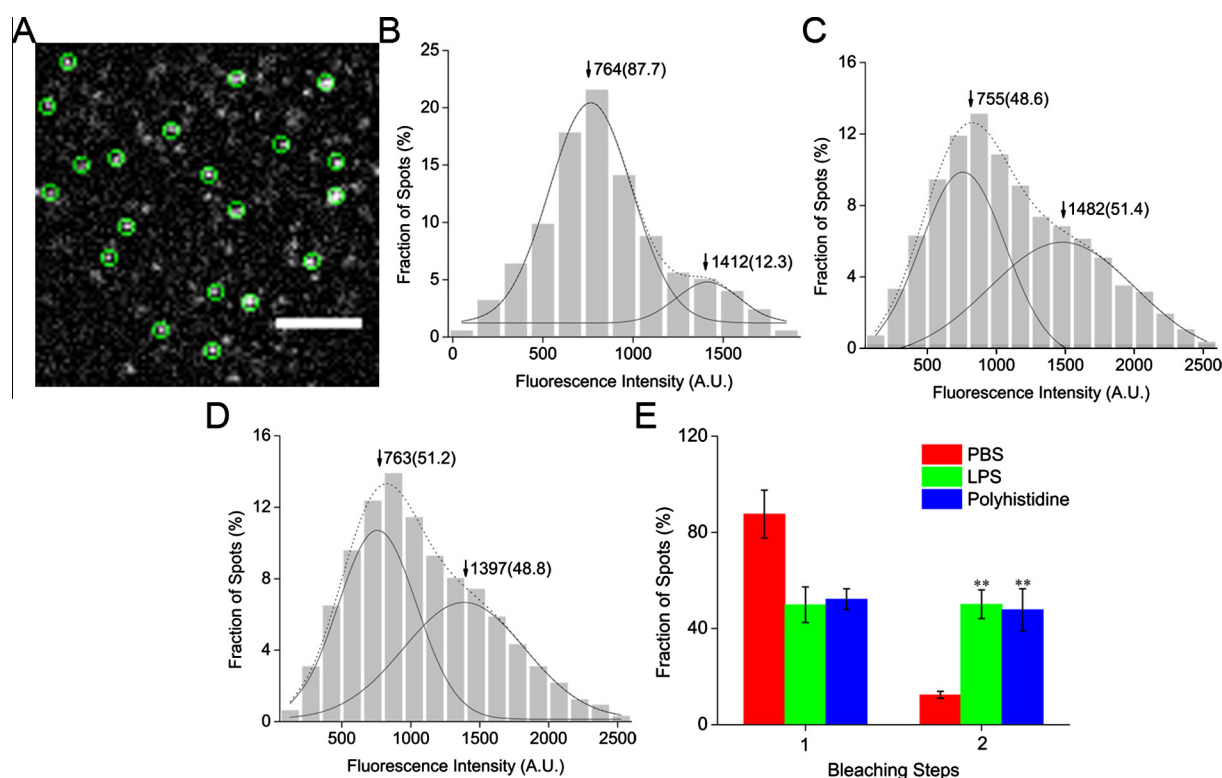 A
B
25
20
15
10
5
0
Fraction of Spots (%)
764(87.7)
1412(12.3)
0 500 1000 1500
Fluorescence Intensity (A.U.)
C
16
12
8
4
0
Fraction of Spots (%)
755(48.6)
1482(51.4)
500 1000 1500 2000 2500
Fluorescence Intensity (A.U.)
D
16
12
8
4
0
Fraction of Spots (%)
763(51.2)
1397(48.8)
500 1000 1500 2000 2500
Fluorescence Intensity (A.U.)
E
120
80
40
0
Fraction of Spots (%)
PBS
LPS
Polyhistidine
** **
1 2
Bleaching Steps